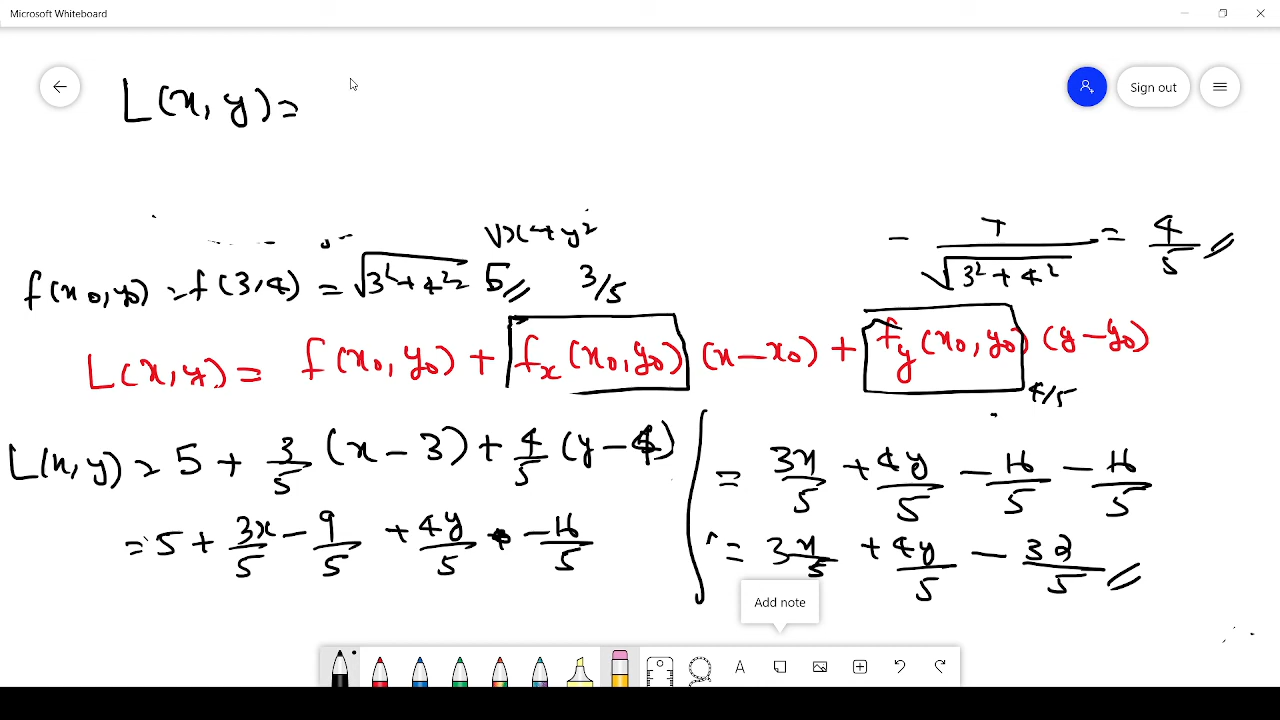 Microsoft Whiteboard
Sign out
L(x, y) =
√x + y²
- 4/√(3² + 4²) = 4/5
f(x₀, y₀) = f(3, 4) = √(3² + 4²) = 5 3/5
L(x, y) = f(x₀, y₀) + fₓ(x₀, y₀) (x - x₀) + f_y(x₀, y₀) (y - y₀)
4/5
L(x, y) = 5 + 3/5 (x - 3) + 4/5 (y - 4)
= 5 + 3x/5 - 9/5 + 4y/5 - 16/5
= 3x/5 + 4y/5 - 16/5 - 16/5
= 3x/5 + 4y/5 - 32/5
Add note
A